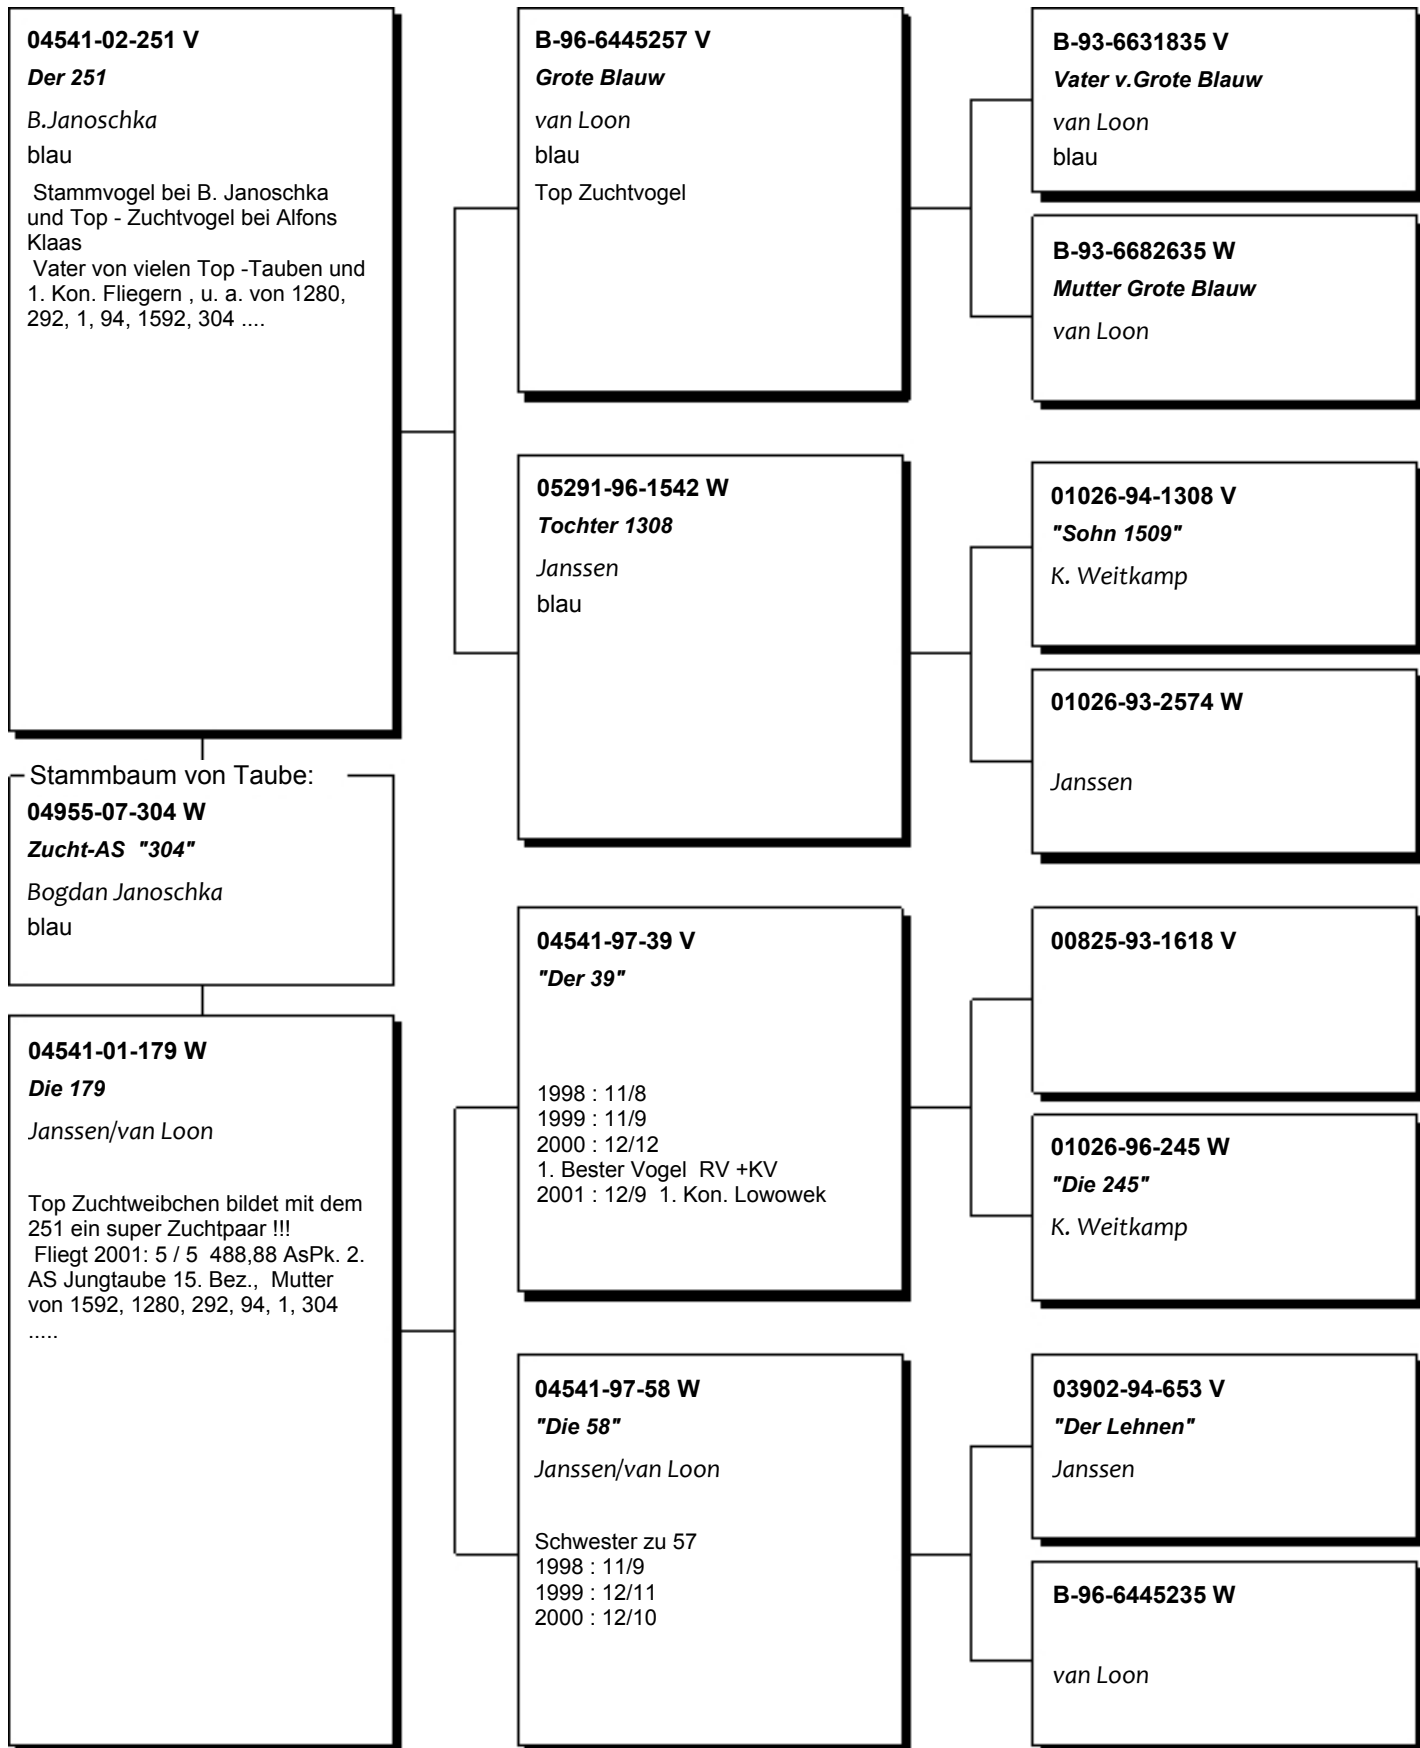 04541-02-251 V
Der 251
B.Janoschka
blau
Stammvogel bei B. Janoschka
und Top - Zuchtvogel bei Alfons
Klaas
Vater von vielen Top -Tauben und
1. Kon. Fliegern , u. a. von 1280,
292, 1, 94, 1592, 304 ....
Stammbaum von Taube:
04955-07-304 W
Zucht-AS "304"
Bogdan Janoschka
blau
04541-01-179 W
Die 179
Janssen/van Loon
Top Zuchtweibchen bildet mit dem
251 ein super Zuchtpaar !!!
Fliegt 2001: 5 / 5 488,88 AsPk. 2.
AS Jungtaube 15. Bez., Mutter
von 1592, 1280, 292, 94, 1, 304
.....
B-96-6445257 V
Grote Blauw
van Loon
blau
Top Zuchtvogel
05291-96-1542 W
Tochter 1308
Janssen
blau
04541-97-39 V
"Der 39"
1998 : 11/8
1999 : 11/9
2000 : 12/12
1. Bester Vogel RV +KV
2001 : 12/9 1. Kon. Lowowek
04541-97-58 W
"Die 58"
Janssen/van Loon
Schwester zu 57
1998 : 11/9
1999 : 12/11
2000 : 12/10
B-93-6631835 V
Vater v.Grote Blauw
van Loon
blau
B-93-6682635 W
Mutter Grote Blauw
van Loon
01026-94-1308 V
"Sohn 1509"
K. Weitkamp
01026-93-2574 W
Janssen
00825-93-1618 V
01026-96-245 W
"Die 245"
K. Weitkamp
03902-94-653 V
"Der Lehnen"
Janssen
B-96-6445235 W
van Loon